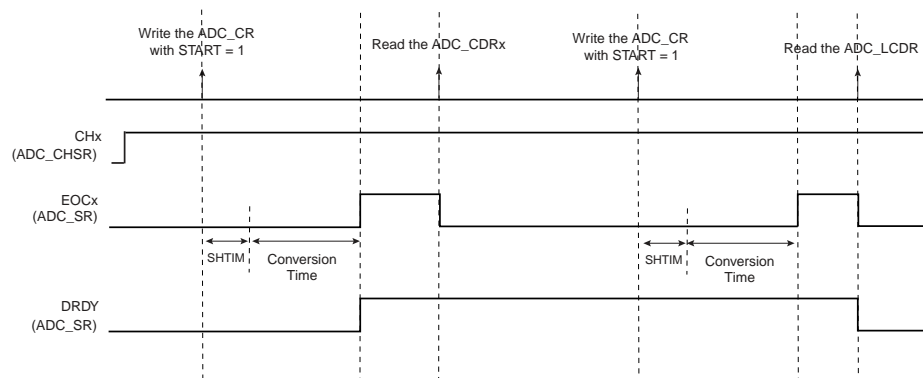 Write the ADC_CR
with START = 1
Read the ADC_CDRx
Write the ADC_CR
with START = 1
Read the ADC_LCDR
CHx
(ADC_CHSR)
EOCx
(ADC_SR)
SHTIM
Conversion
Time
SHTIM
Conversion
Time
DRDY
(ADC_SR)